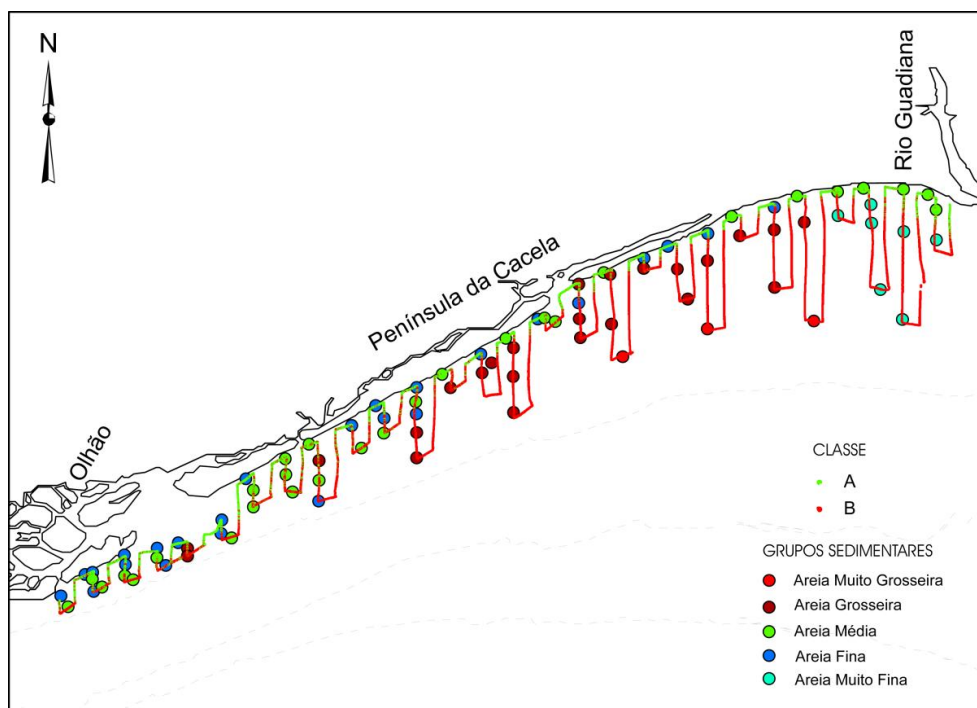 N
Rio Guadiana
Península da Cacela
Olhão
CLASSE
A
B
GRUPOS SEDIMENTARES
Areia Muito Grosseira
Areia Grosseira
Areia Média
Areia Fina
Areia Muito Fina